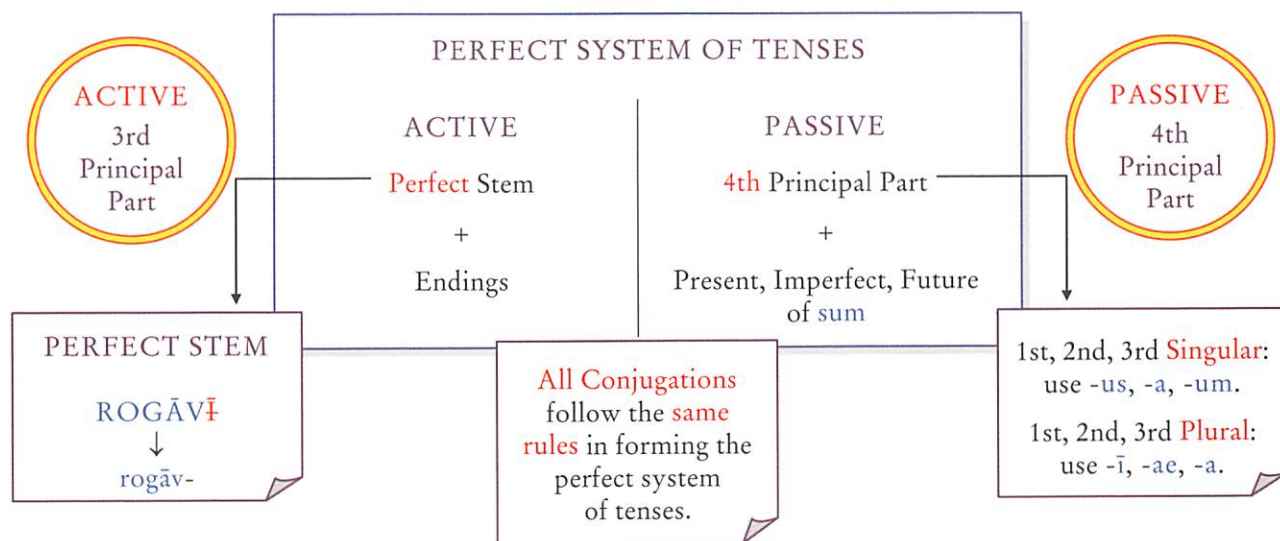 PERFECT SYSTEM OF TENSES
ACTIVE
3rd
Principal
Part
ACTIVE
Perfect Stem
+
Endings
PASSIVE
4th Principal Part
+
Present, Imperfect, Future
of sum
PASSIVE
4th
Principal
Part
PERFECT STEM
ROGĀVĪ
↓
rogāv-
All Conjugations
follow the same
rules in forming the
perfect system
of tenses.
1st, 2nd, 3rd Singular:
use -us, -a, -um.
1st, 2nd, 3rd Plural:
use -ī, -ae, -a.